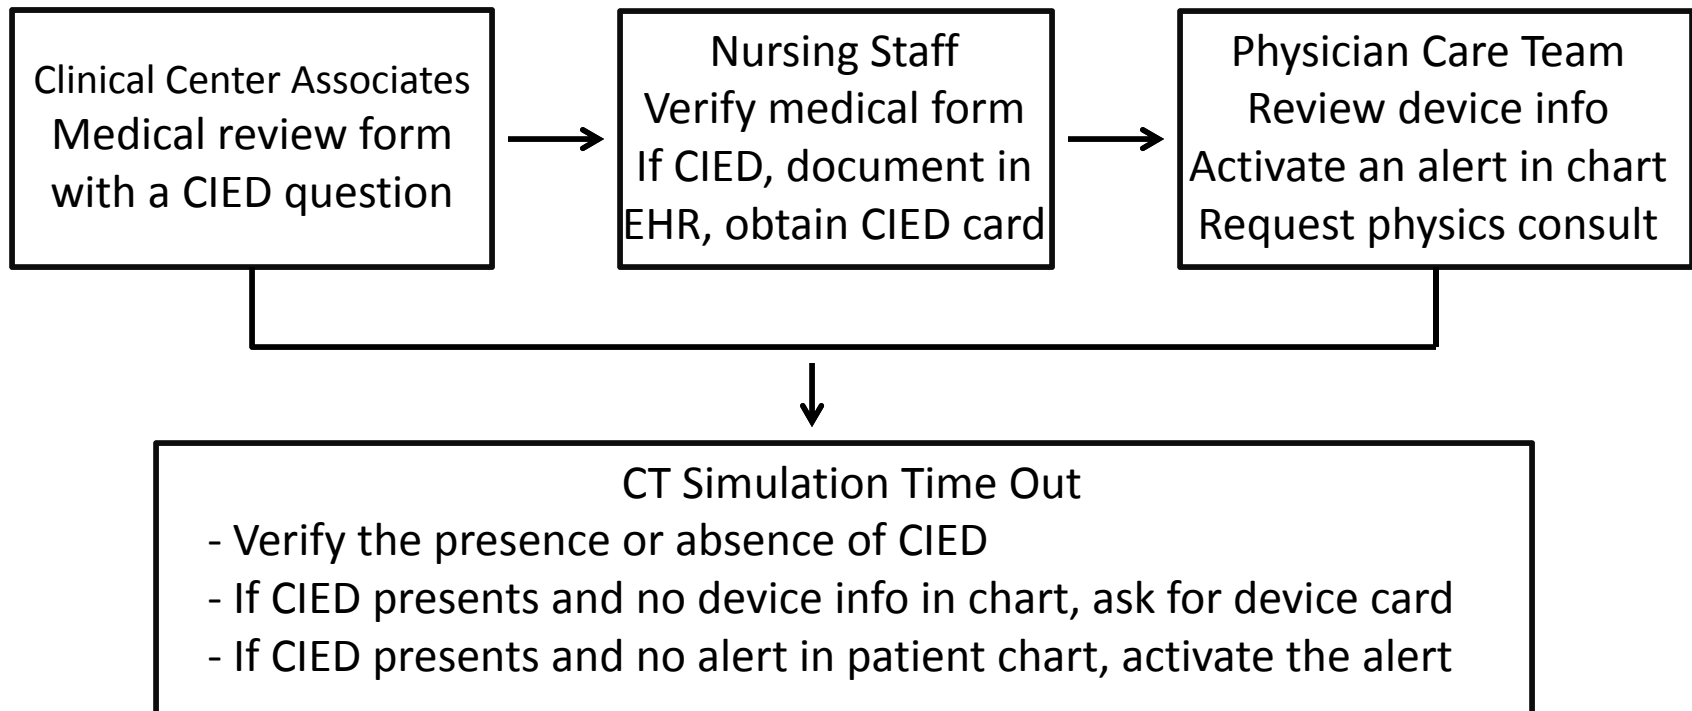 Clinical Center Associates
Medical review form
with a CIED question
Nursing Staff
Verify medical form
If CIED, document in
EHR, obtain CIED card
Physician Care Team
Review device info
Activate an alert in chart
Request physics consult
CT Simulation Time Out
- Verify the presence or absence of CIED
- If CIED presents and no device info in chart, ask for device card
- If CIED presents and no alert in patient chart, activate the alert